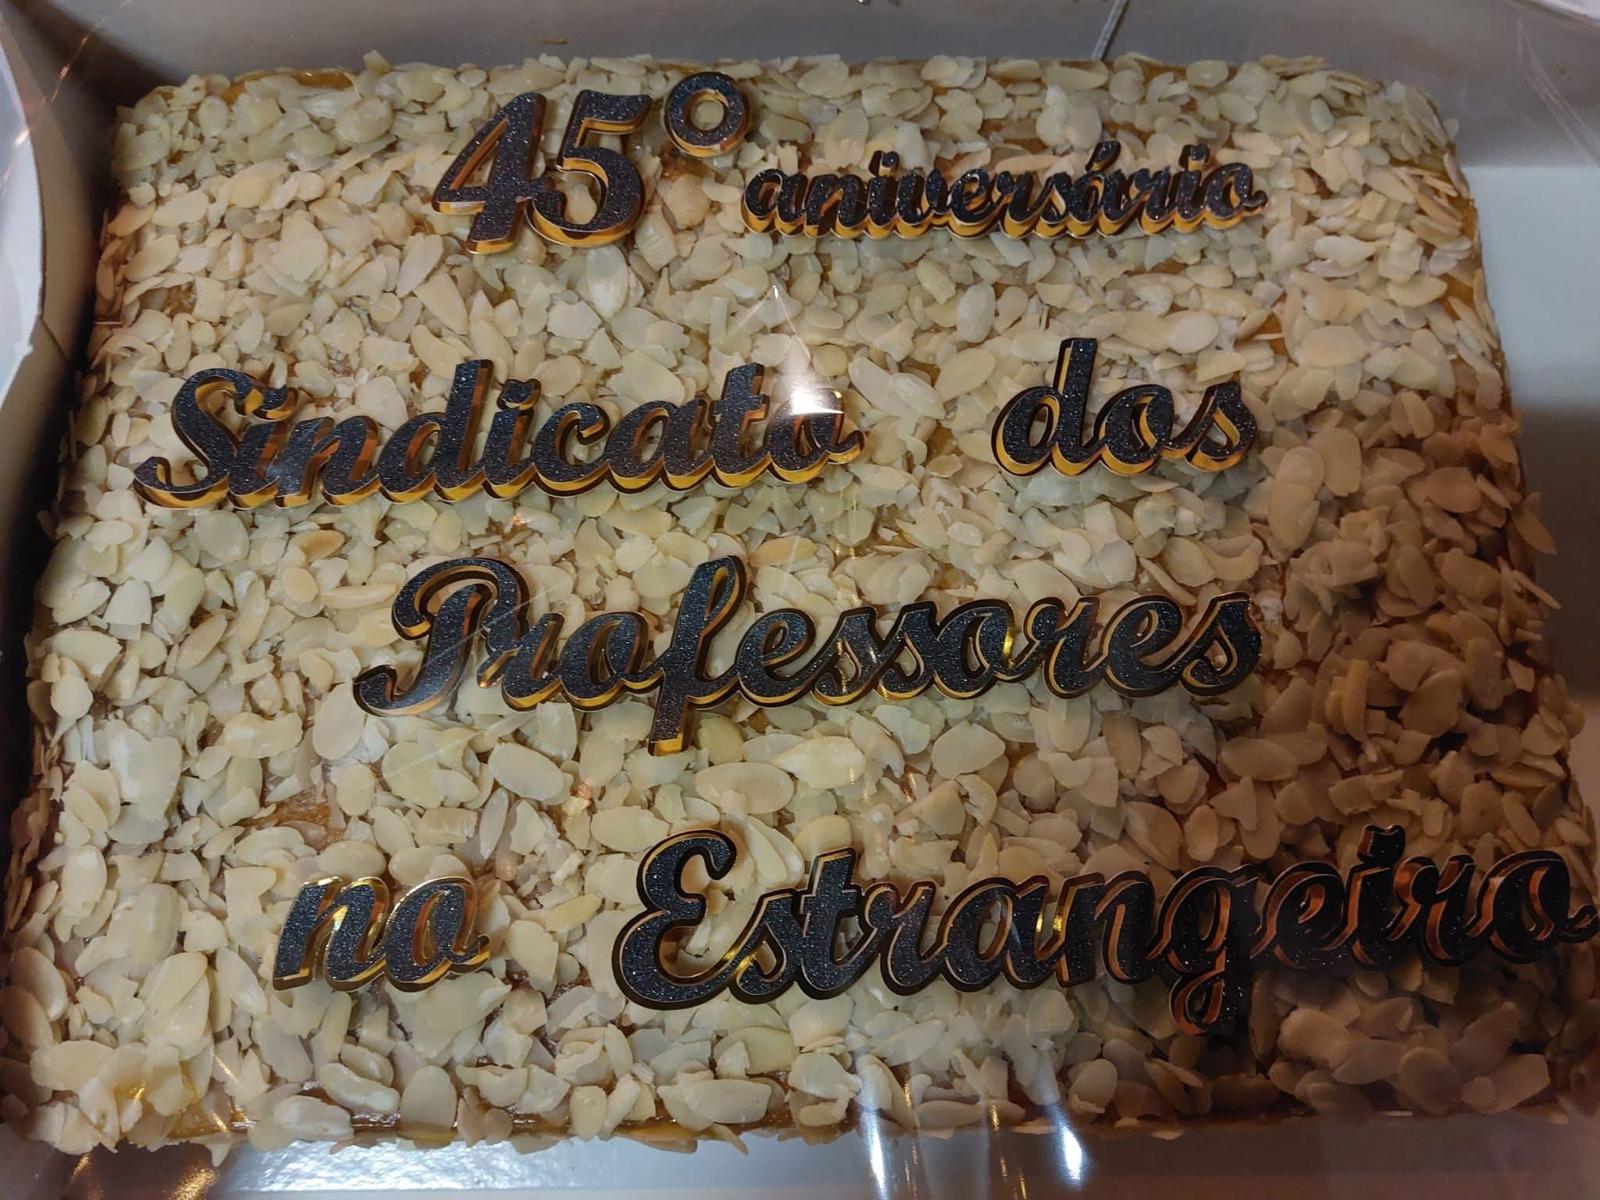 45º aniversário
Sindicato dos
Professores
no Estrangeiro